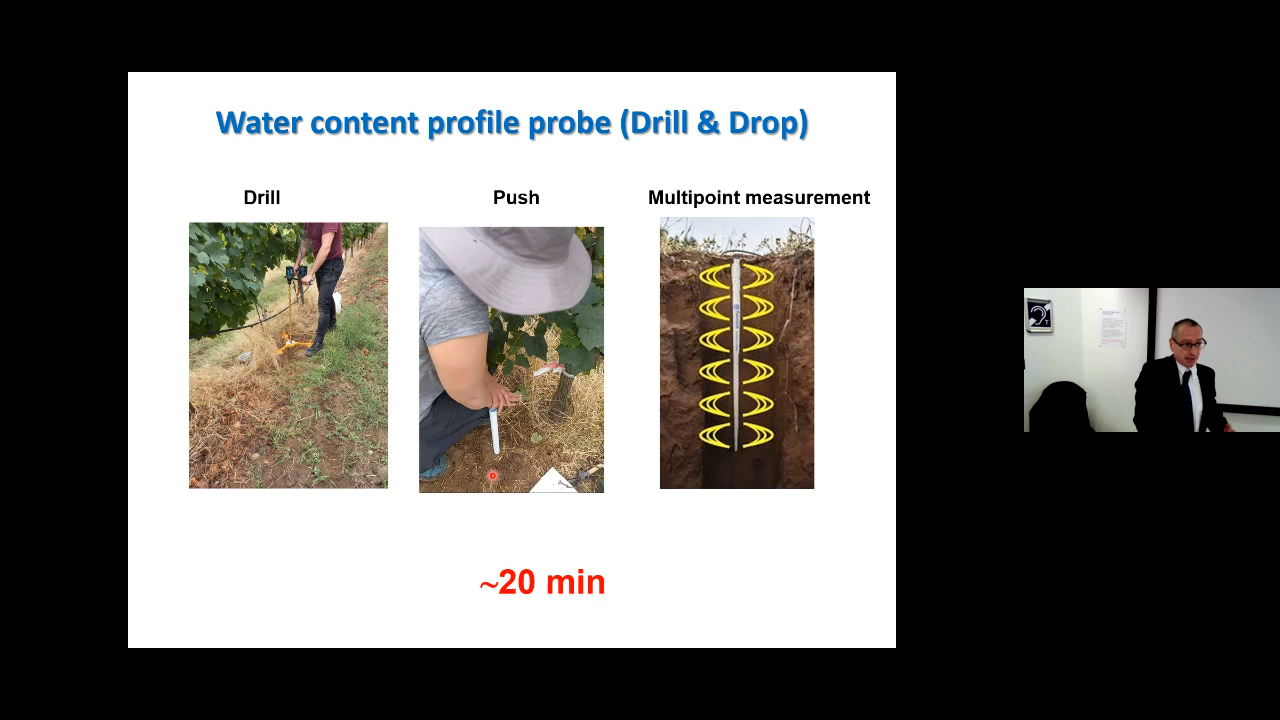 Water content profile probe (Drill & Drop)
Drill
Push
Multipoint measurement
~20 min
T